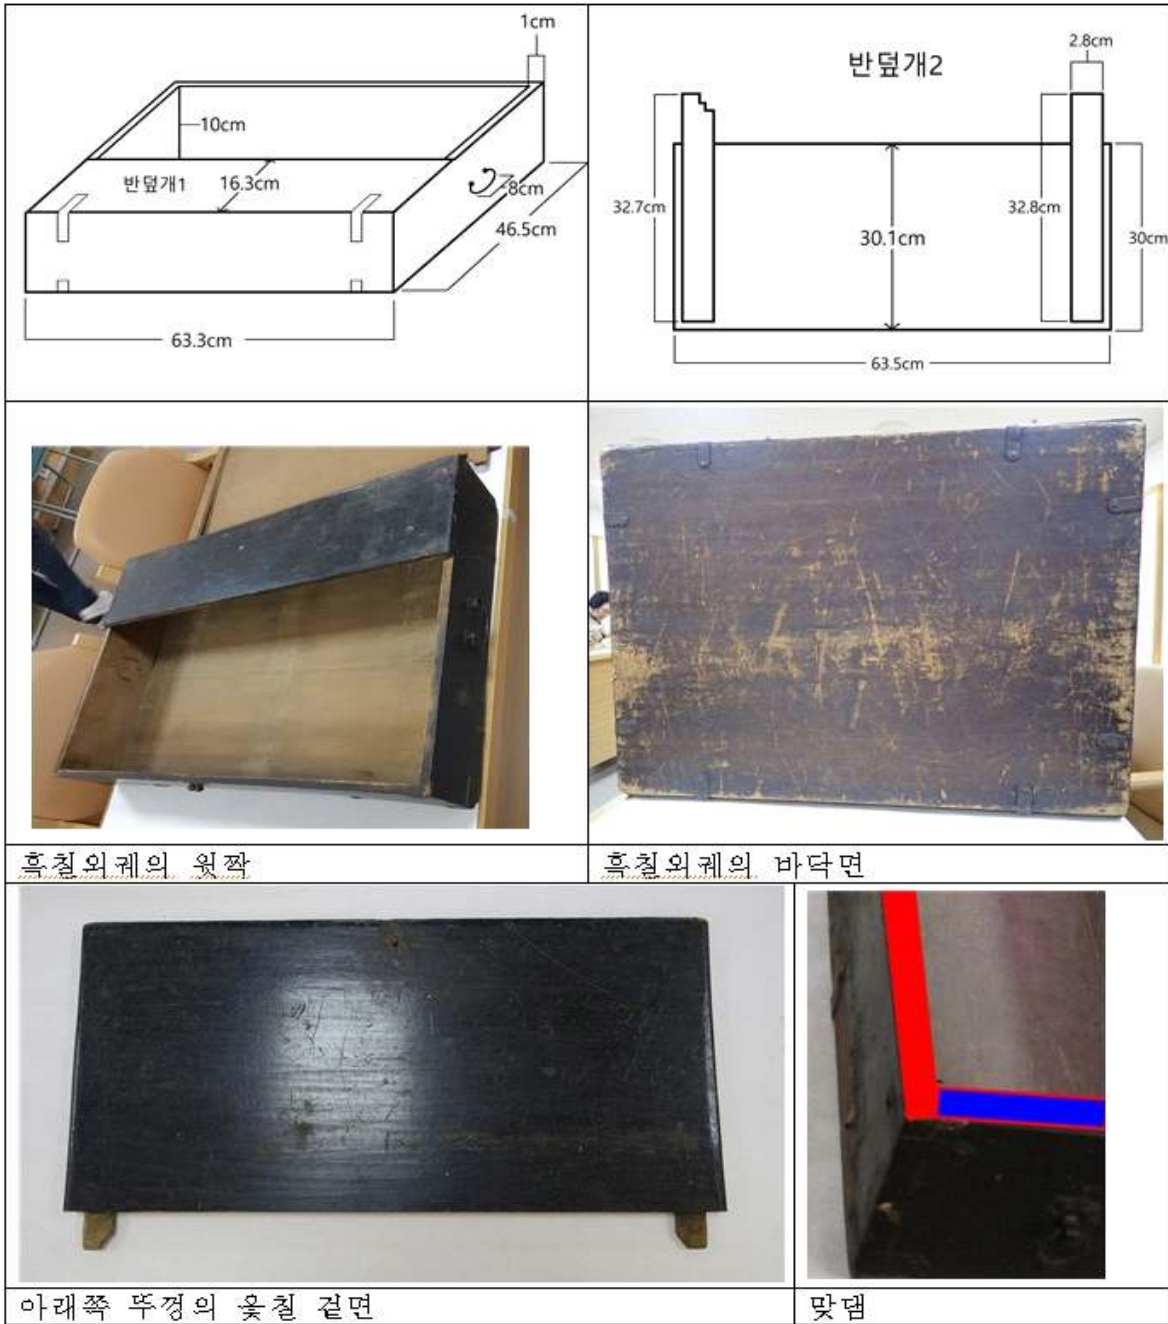 1cm
10cm
반덮개1
16.3cm
8cm
46.5cm
63.3cm
반덮개2
2.8cm
32.7cm
32.8cm
30.1cm
30cm
63.5cm
흑칠외궤의 윗짝
흑칠외궤의 바닥면
아래쪽 뚜껑의 옻칠 겉면
맞댐